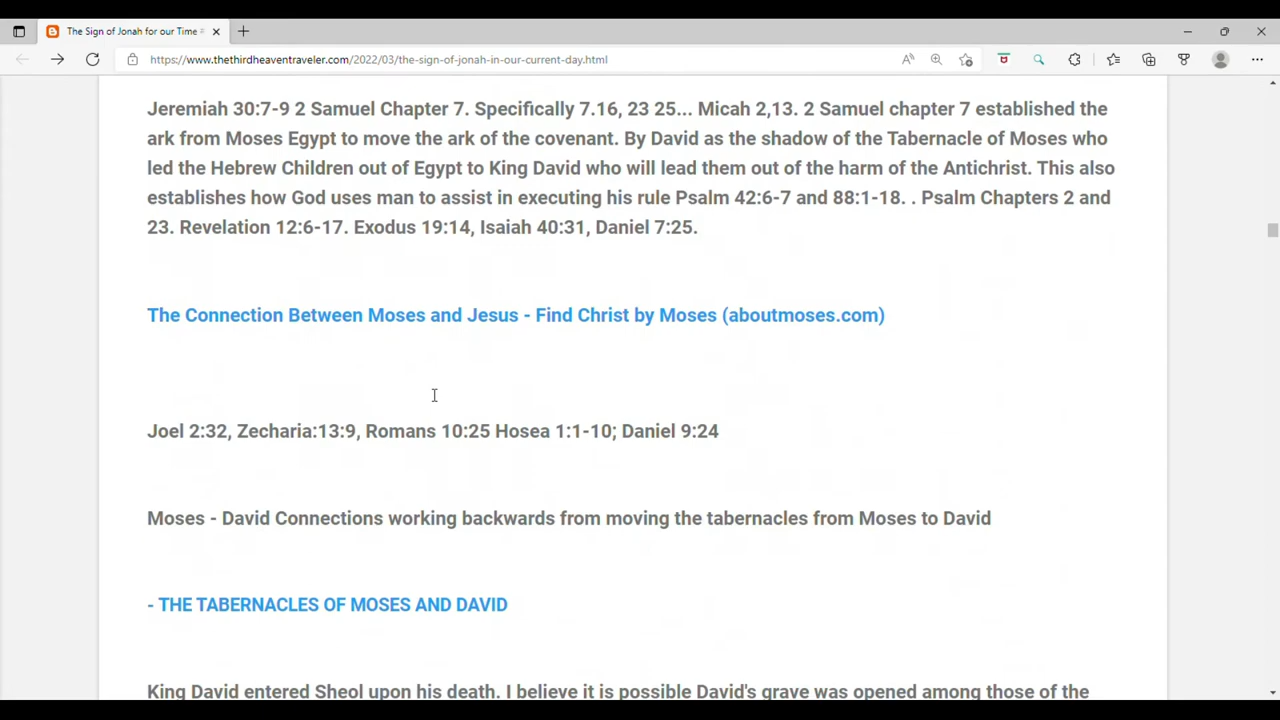 The Sign of Jonah for our Time
https://www.thethirdheaventraveler.com/2022/03/the-sign-of-jonah-in-our-current-day.html
Jeremiah 30:7-9 2 Samuel Chapter 7. Specifically 7.16, 23 25... Micah 2,13. 2 Samuel chapter 7 established the
ark from Moses Egypt to move the ark of the covenant. By David as the shadow of the Tabernacle of Moses who
led the Hebrew Children out of Egypt to King David who will lead them out of the harm of the Antichrist. This also
establishes how God uses man to assist in executing his rule Psalm 42:6-7 and 88:1-18. . Psalm Chapters 2 and
23. Revelation 12:6-17. Exodus 19:14, Isaiah 40:31, Daniel 7:25.
The Connection Between Moses and Jesus - Find Christ by Moses (aboutmoses.com)
Joel 2:32, Zecharia:13:9, Romans 10:25 Hosea 1:1-10; Daniel 9:24
Moses - David Connections working backwards from moving the tabernacles from Moses to David
- THE TABERNACLES OF MOSES AND DAVID
King David entered Sheol upon his death. I believe it is possible David's grave was opened among those of the